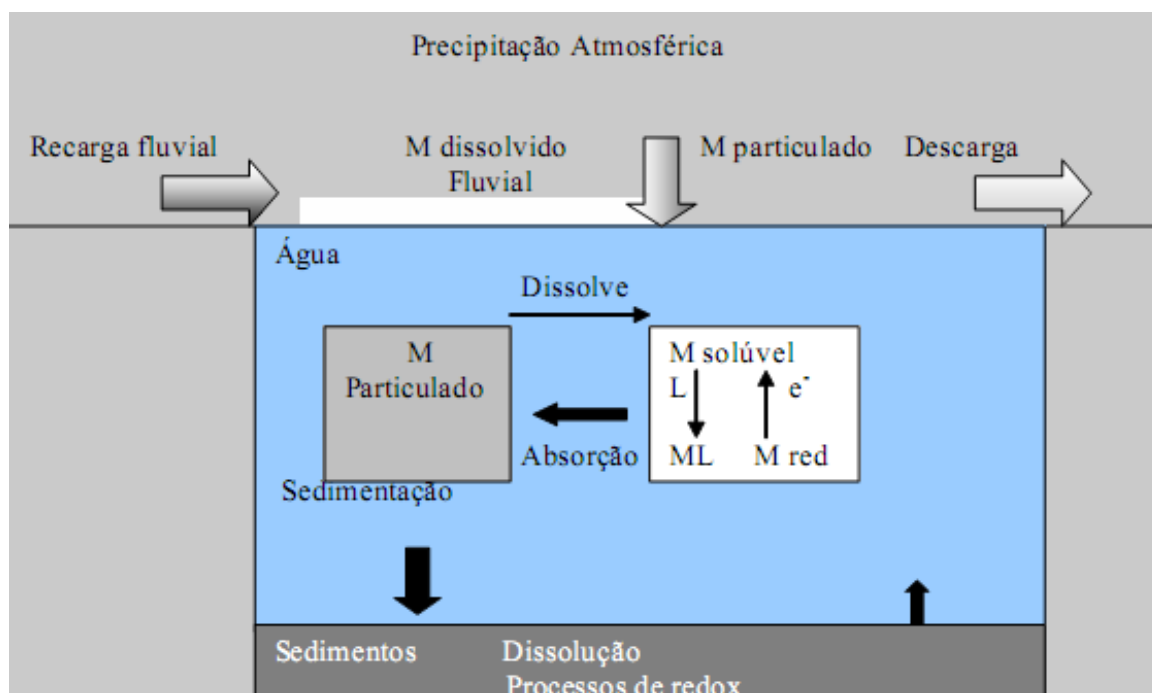 Precipitação Atmosférica
Recarga fluvial
M dissolvido
Fluvial
M particulado
Descarga
Água
Dissolve
M
Particulado
M solúvel
L
e-
ML
M red
Absorção
Sedimentação
Sedimentos
Dissolução
Processos de redox